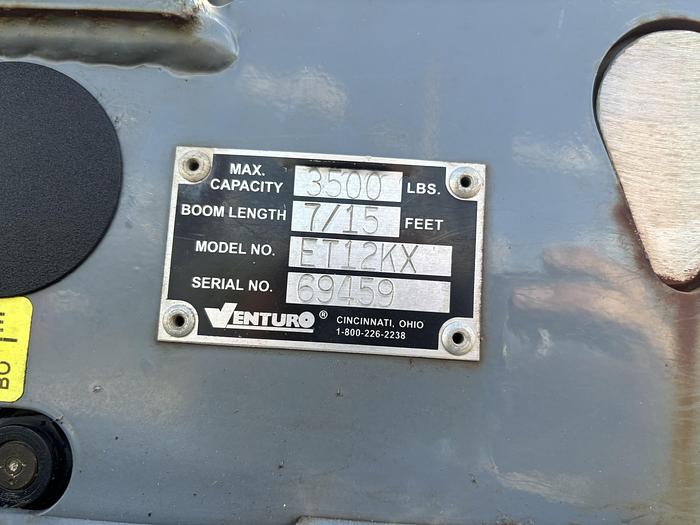 MAX.
CAPACITY 3500 LBS.
BOOM LENGTH 7/15 FEET
MODEL NO. ET12KX
SERIAL NO. 69459
VENTURO® CINCINNATI, OHIO
1-800-226-2238
BO